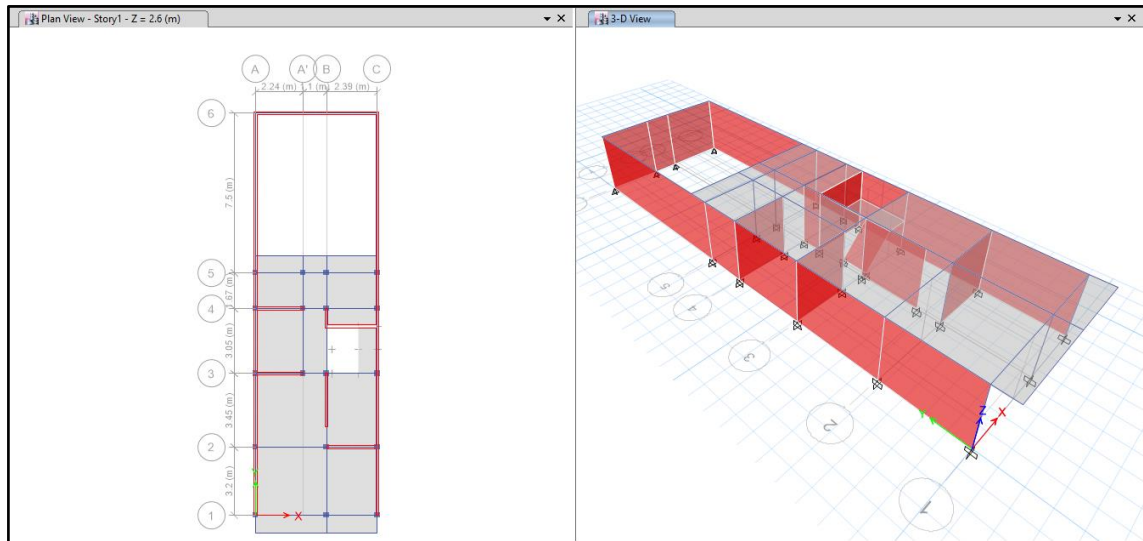 Plan View - Story1 - Z = 2.6 (m)
3-D View
A
A'
B
C
2.24 (m)
1 (m)
2.39 (m)
6
7.5 (m)
5
.67 (m)
4
3.05 (m)
3
3.45 (m)
2
3.2 (m)
1
X
5
4
3
2
1
Z
X
Y